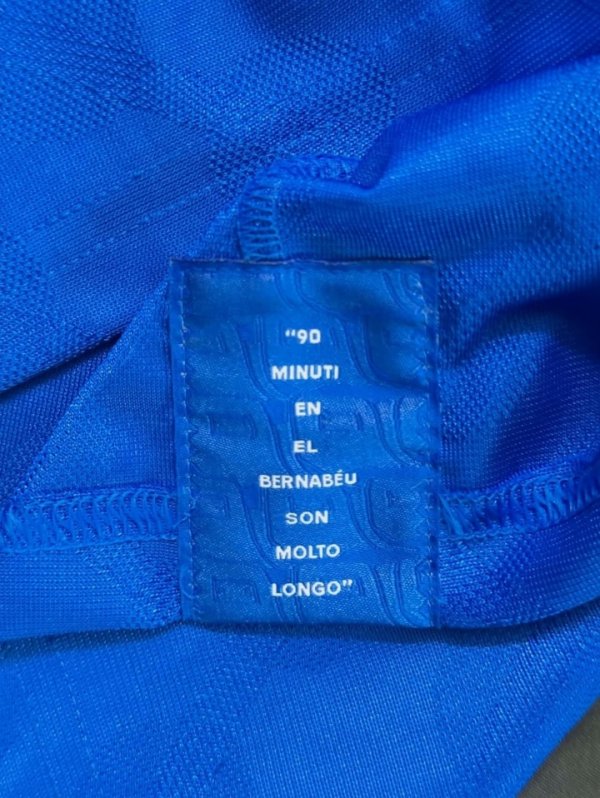 "90
MINUTI
EN
EL
BERNABÉU
SON
MOLTO
LONGO"